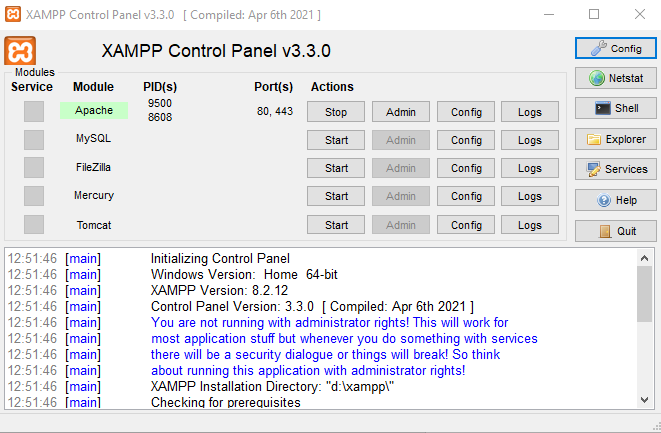 XAMPP Control Panel v3.3.0 [ Compiled: Apr 6th 2021 ]
XAMPP Control Panel v3.3.0
Config
Modules
Service Module PID(s) Port(s) Actions
Netstat
Apache 9500 8608 80, 443 Stop Admin Config Logs
Shell
MySQL Start Admin Config Logs
Explorer
FileZilla Start Admin Config Logs
Services
Mercury Start Admin Config Logs
Help
Tomcat Start Admin Config Logs
Quit
12:51:46 [main] Initializing Control Panel
12:51:46 [main] Windows Version: Home 64-bit
12:51:46 [main] XAMPP Version: 8.2.12
12:51:46 [main] Control Panel Version: 3.3.0 [ Compiled: Apr 6th 2021 ]
12:51:46 [main] You are not running with administrator rights! This will work for
12:51:46 [main] most application stuff but whenever you do something with services
12:51:46 [main] there will be a security dialogue or things will break! So think
12:51:46 [main] about running this application with administrator rights!
12:51:46 [main] XAMPP Installation Directory: "d:\xampp\"
12:51:46 [main] Checking for prerequisites